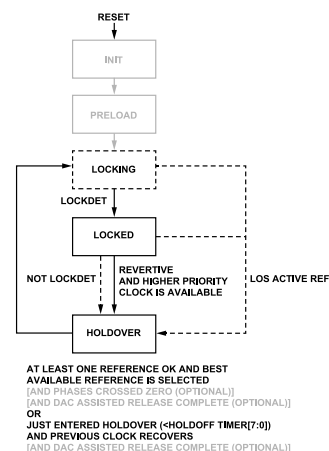 RESET
INIT
PRELOAD
LOCKING
LOCKDET
LOCKED
NOT LOCKDET
REVERTIVE
AND HIGHER PRIORITY
CLOCK IS AVAILABLE
LOS ACTIVE REF
HOLDOVER
AT LEAST ONE REFERENCE OK AND BEST
AVAILABLE REFERENCE IS SELECTED
[AND PHASES CROSSED ZERO (OPTIONAL)]
[AND DAC ASSISTED RELEASE COMPLETE (OPTIONAL)]
OR
JUST ENTERED HOLDOVER (<HOLDOFF TIMER[7:0])
AND PREVIOUS CLOCK RECOVERS
[AND DAC ASSISTED RELEASE COMPLETE (OPTIONAL)]